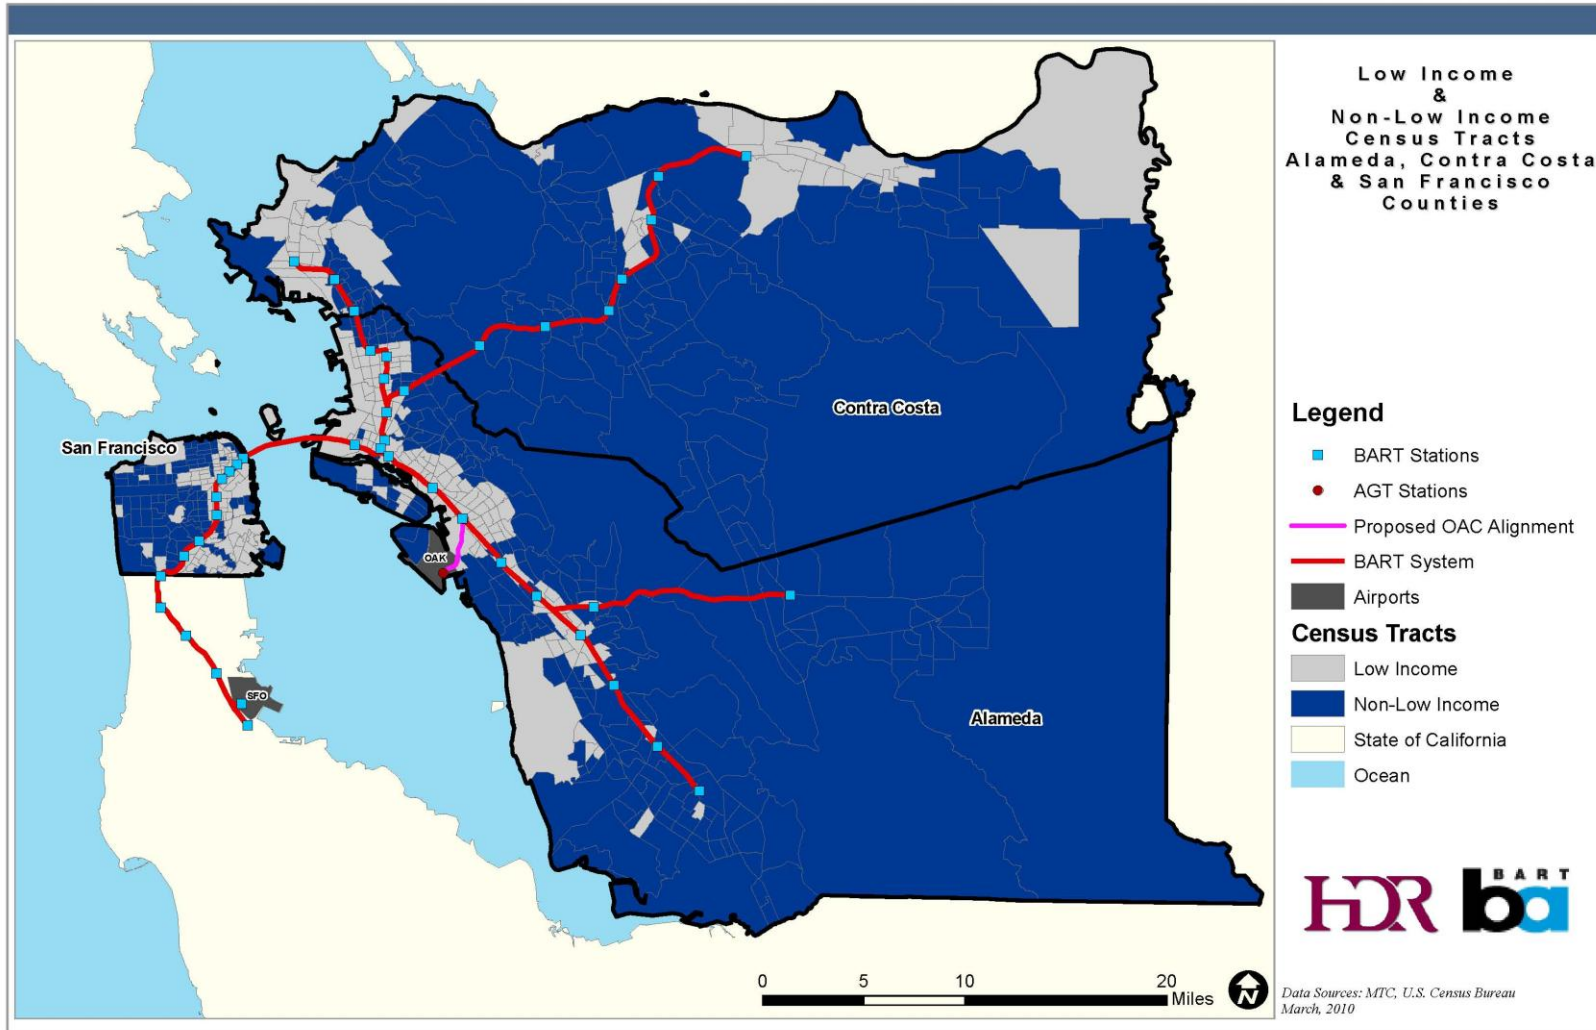 Low Income
&
Non-Low Income
Census Tracts
Alameda, Contra Costa
& San Francisco
Counties
San Francisco
Contra Costa
OAK
Alameda
SFO
Legend
BART Stations
AGT Stations
Proposed OAC Alignment
BART System
Airports
Census Tracts
Low Income
Non-Low Income
State of California
Ocean
HDR
BART
ba
0 5 10 20
Miles
N
Data Sources: MTC, U.S. Census Bureau
March, 2010